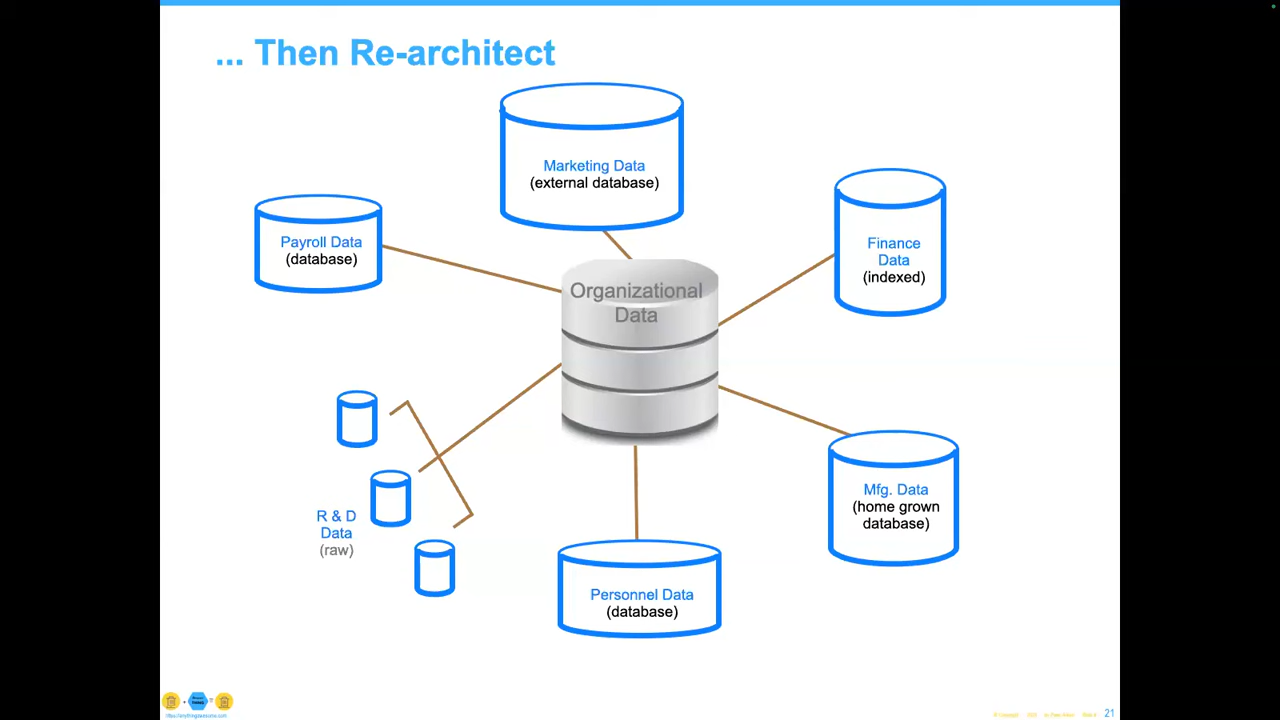 ... Then Re-architect
Marketing Data
(external database)
Payroll Data
(database)
Finance
Data
(indexed)
Organizational
Data
R & D
Data
(raw)
Mfg. Data
(home grown
database)
Personnel Data
(database)
21